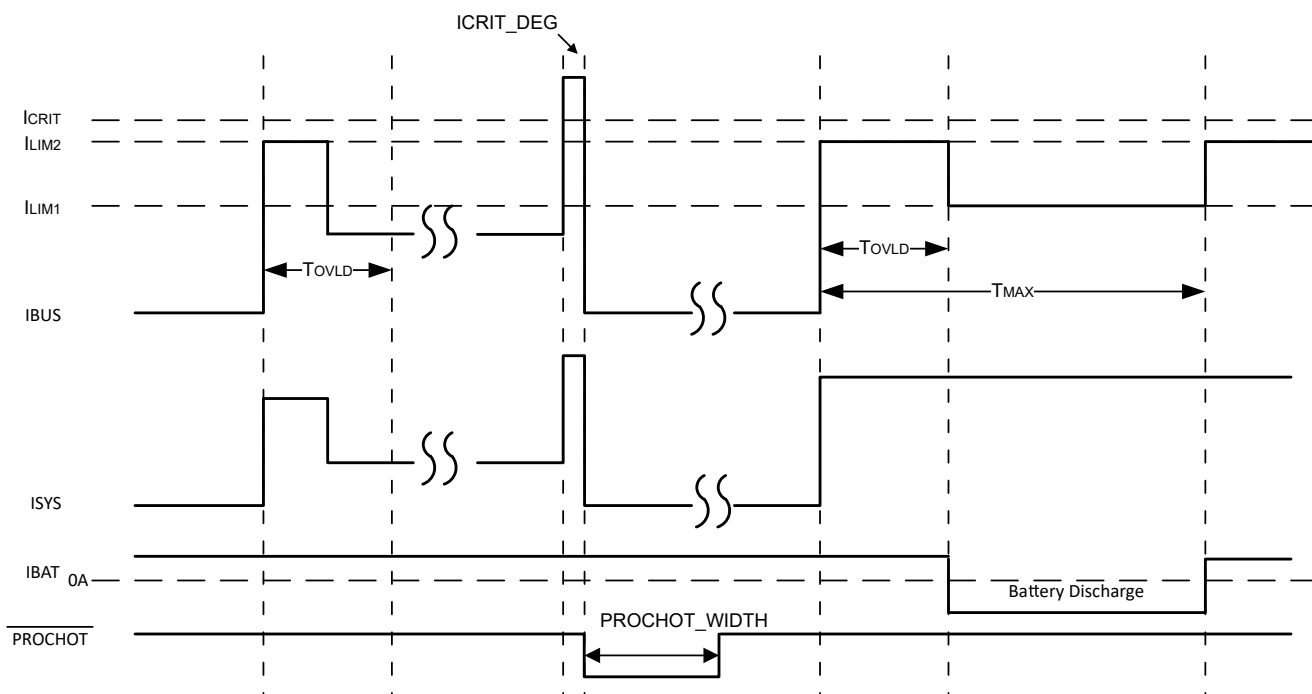 ICRIT_DEG
ICRIT
ILIM2
ILIM1
TOVLD
TOVLD
TMAX
IBUS
ISYS
IBAT 0A
Battery Discharge
PROCHOT_WIDTH
PROCHOT